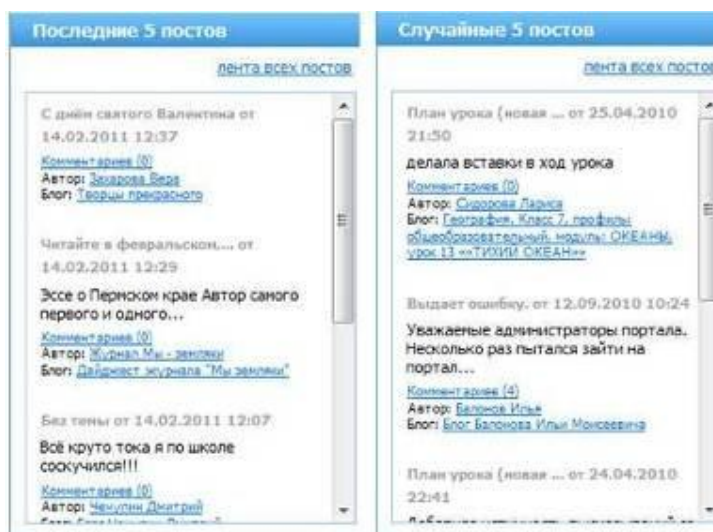 Последние 5 постов
лента всех постов
С днём святого Валентина от
14.02.2011 12:37
Комментариев (0)
Автор: Захарова Вера
Блог: Творцы прекрасного
Читайте в февральском,... от
14.02.2011 12:29
Эссе о Пермском крае Автор самого
первого и одного...
Комментариев (0)
Автор: Журнал Мы - земляки
Блог: Дайджест журнала "Мы земляки"
Без темы от 14.02.2011 12:07
Всё круто тока я по школе
соскучился!!!
Комментариев (0)
Автор: Чекулин Дмитрий
Случайные 5 постов
лента всех постов
План урока (новая ... от 25.04.2010
21:50
делала вставки в ход урока
Комментариев (0)
Автор: Сидорова Лариса
Блог: География, Класс 7, профиль:
общеобразовательный, модуль: ОКЕАНЫ,
урок 13 ««ТИХИЙ ОКЕАН»»
Выдает ошибку. от 12.09.2010 10:24
Уважаемые администраторы портала.
Несколько раз пытался зайти на
портал...
Комментариев (4)
Автор: Балонов Илья
Блог: Блог Балонова Ильи Моисеевича
План урока (новая ... от 24.04.2010
22:41